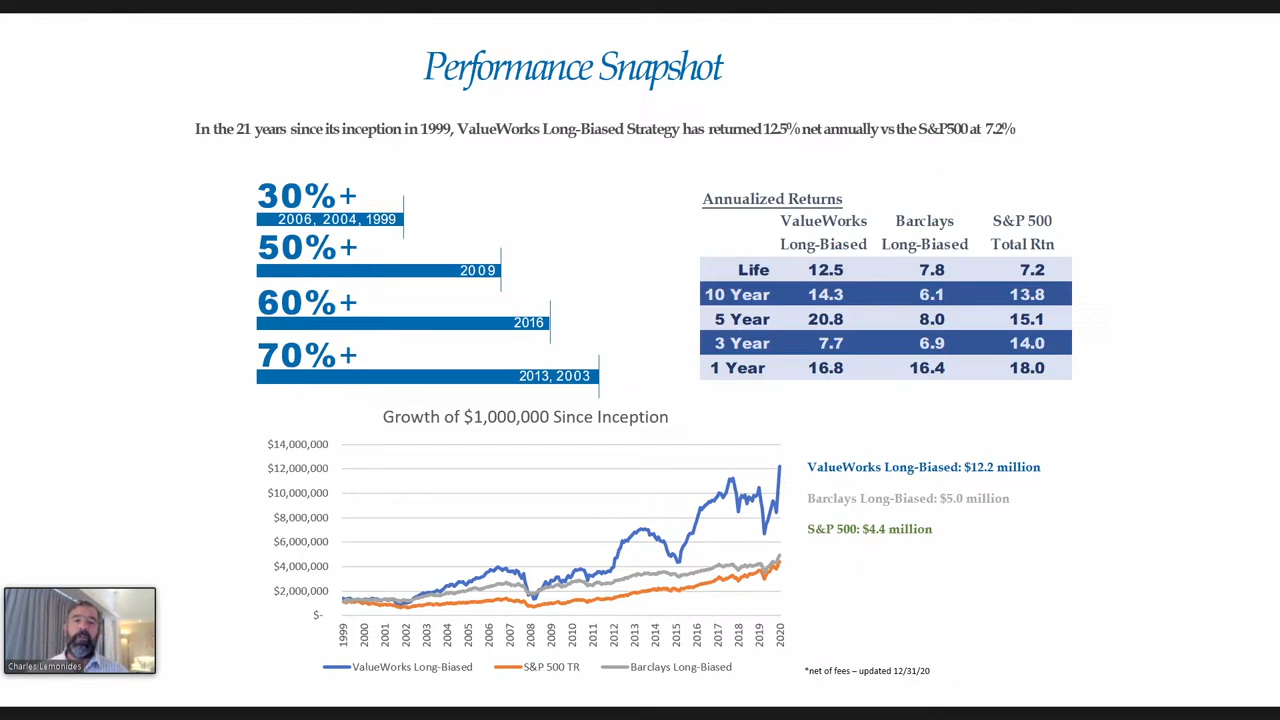 Performance Snapshot
In the 21 years since its inception in 1999, ValueWorks Long-Biased Strategy has returned 12.5% net annually vs the S&P500 at 7.2%
30%+
2006, 2004, 1999
50%+
2009
60%+
2016
70%+
2013, 2003
Annualized Returns
ValueWorks Barclays S&P 500
Long-Biased Long-Biased Total Rtn
Life 12.5 7.8 7.2
10 Year 14.3 6.1 13.8
5 Year 20.8 8.0 15.1
3 Year 7.7 6.9 14.0
1 Year 16.8 16.4 18.0
Growth of $1,000,000 Since Inception
$14,000,000
$12,000,000
$10,000,000
$8,000,000
$6,000,000
$4,000,000
$2,000,000
$-
1999 2000 2001 2002 2003 2004 2005 2006 2007 2008 2009 2010 2011 2012 2013 2014 2015 2016 2017 2018 2019 2020
ValueWorks Long-Biased S&P 500 TR Barclays Long-Biased
ValueWorks Long-Biased: $12.2 million
Barclays Long-Biased: $5.0 million
S&P 500: $4.4 million
*net of fees – updated 12/31/20
Charles Lemonides